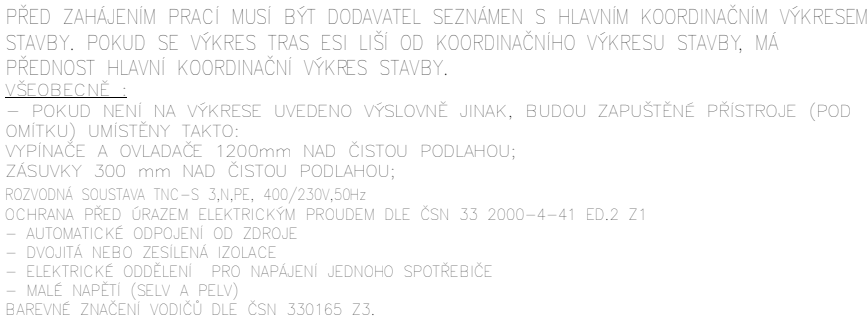 PŘED ZAHÁJENÍM PRACÍ MUSÍ BÝT DODAVATEL SEZNÁMEN S HLAVNÍM KOORDINAČNÍM VÝKRESEM
STAVBY. POKUD SE VÝKRES TRAS ESI LIŠÍ OD KOORDINAČNÍHO VÝKRESU STAVBY, MÁ
PŘEDNOST HLAVNÍ KOORDINAČNÍ VÝKRES STAVBY.
VŠEOBECNĚ :
– POKUD NENÍ NA VÝKRESE UVEDENO VÝSLOVNĚ JINAK, BUDOU ZAPUŠTĚNÉ PŘÍSTROJE (POD
OMÍTKU) UMÍSTĚNY TAKTO:
VYPÍNAČE A OVLADAČE 1200mm NAD ČISTOU PODLAHOU;
ZÁSUVKY 300 mm NAD ČISTOU PODLAHOU;
ROZVODNÁ SOUSTAVA TNC–S 3,N,PE, 400/230V,50Hz
OCHRANA PŘED ÚRAZEM ELEKTRICKÝM PROUDEM DLE ČSN 33 2000–4–41 ED.2 Z1
– AUTOMATICKÉ ODPOJENÍ OD ZDROJE
– DVOJITÁ NEBO ZESÍLENÁ IZOLACE
– ELEKTRICKÉ ODDĚLENÍ PRO NAPÁJENÍ JEDNOHO SPOTŘEBIČE
– MALÉ NAPĚTÍ (SELV A PELV)
BAREVNÉ ZNAČENÍ VODIČŮ DLE ČSN 330165 Z3.